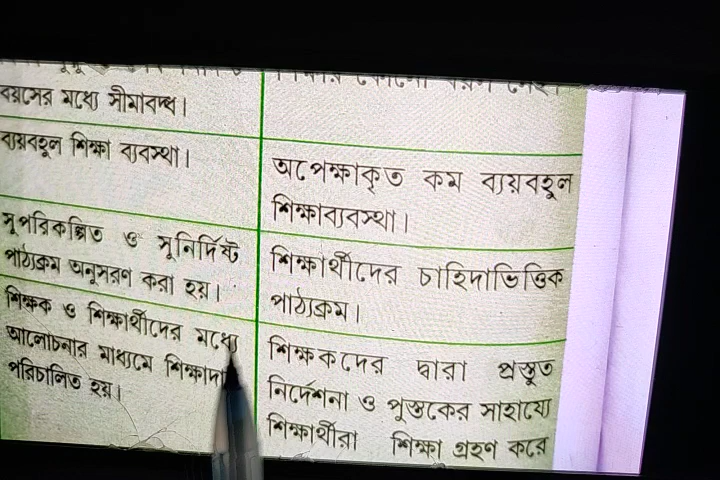 বয়সের মধ্যে সীমাবদ্ধ।
ব্যয়বহুল শিক্ষা ব্যবস্থা।
অপেক্ষাকৃত কম ব্যয়বহুল
শিক্ষাব্যবস্থা।
সুপরিকল্পিত ও সুনির্দিষ্ট
পাঠ্যক্রম অনুসরণ করা হয়।
শিক্ষার্থীদের চাহিদাভিত্তিক
পাঠ্যক্রম।
শিক্ষক ও শিক্ষার্থীদের মধ্যে
আলোচনার মাধ্যমে
পরিচালিত হয়।
শিক্ষকদের দ্বারা প্রস্তুত
নির্দেশনা ও পুস্তকের সাহায্যে
শিক্ষার্থীরা শিক্ষা গ্রহণ করে